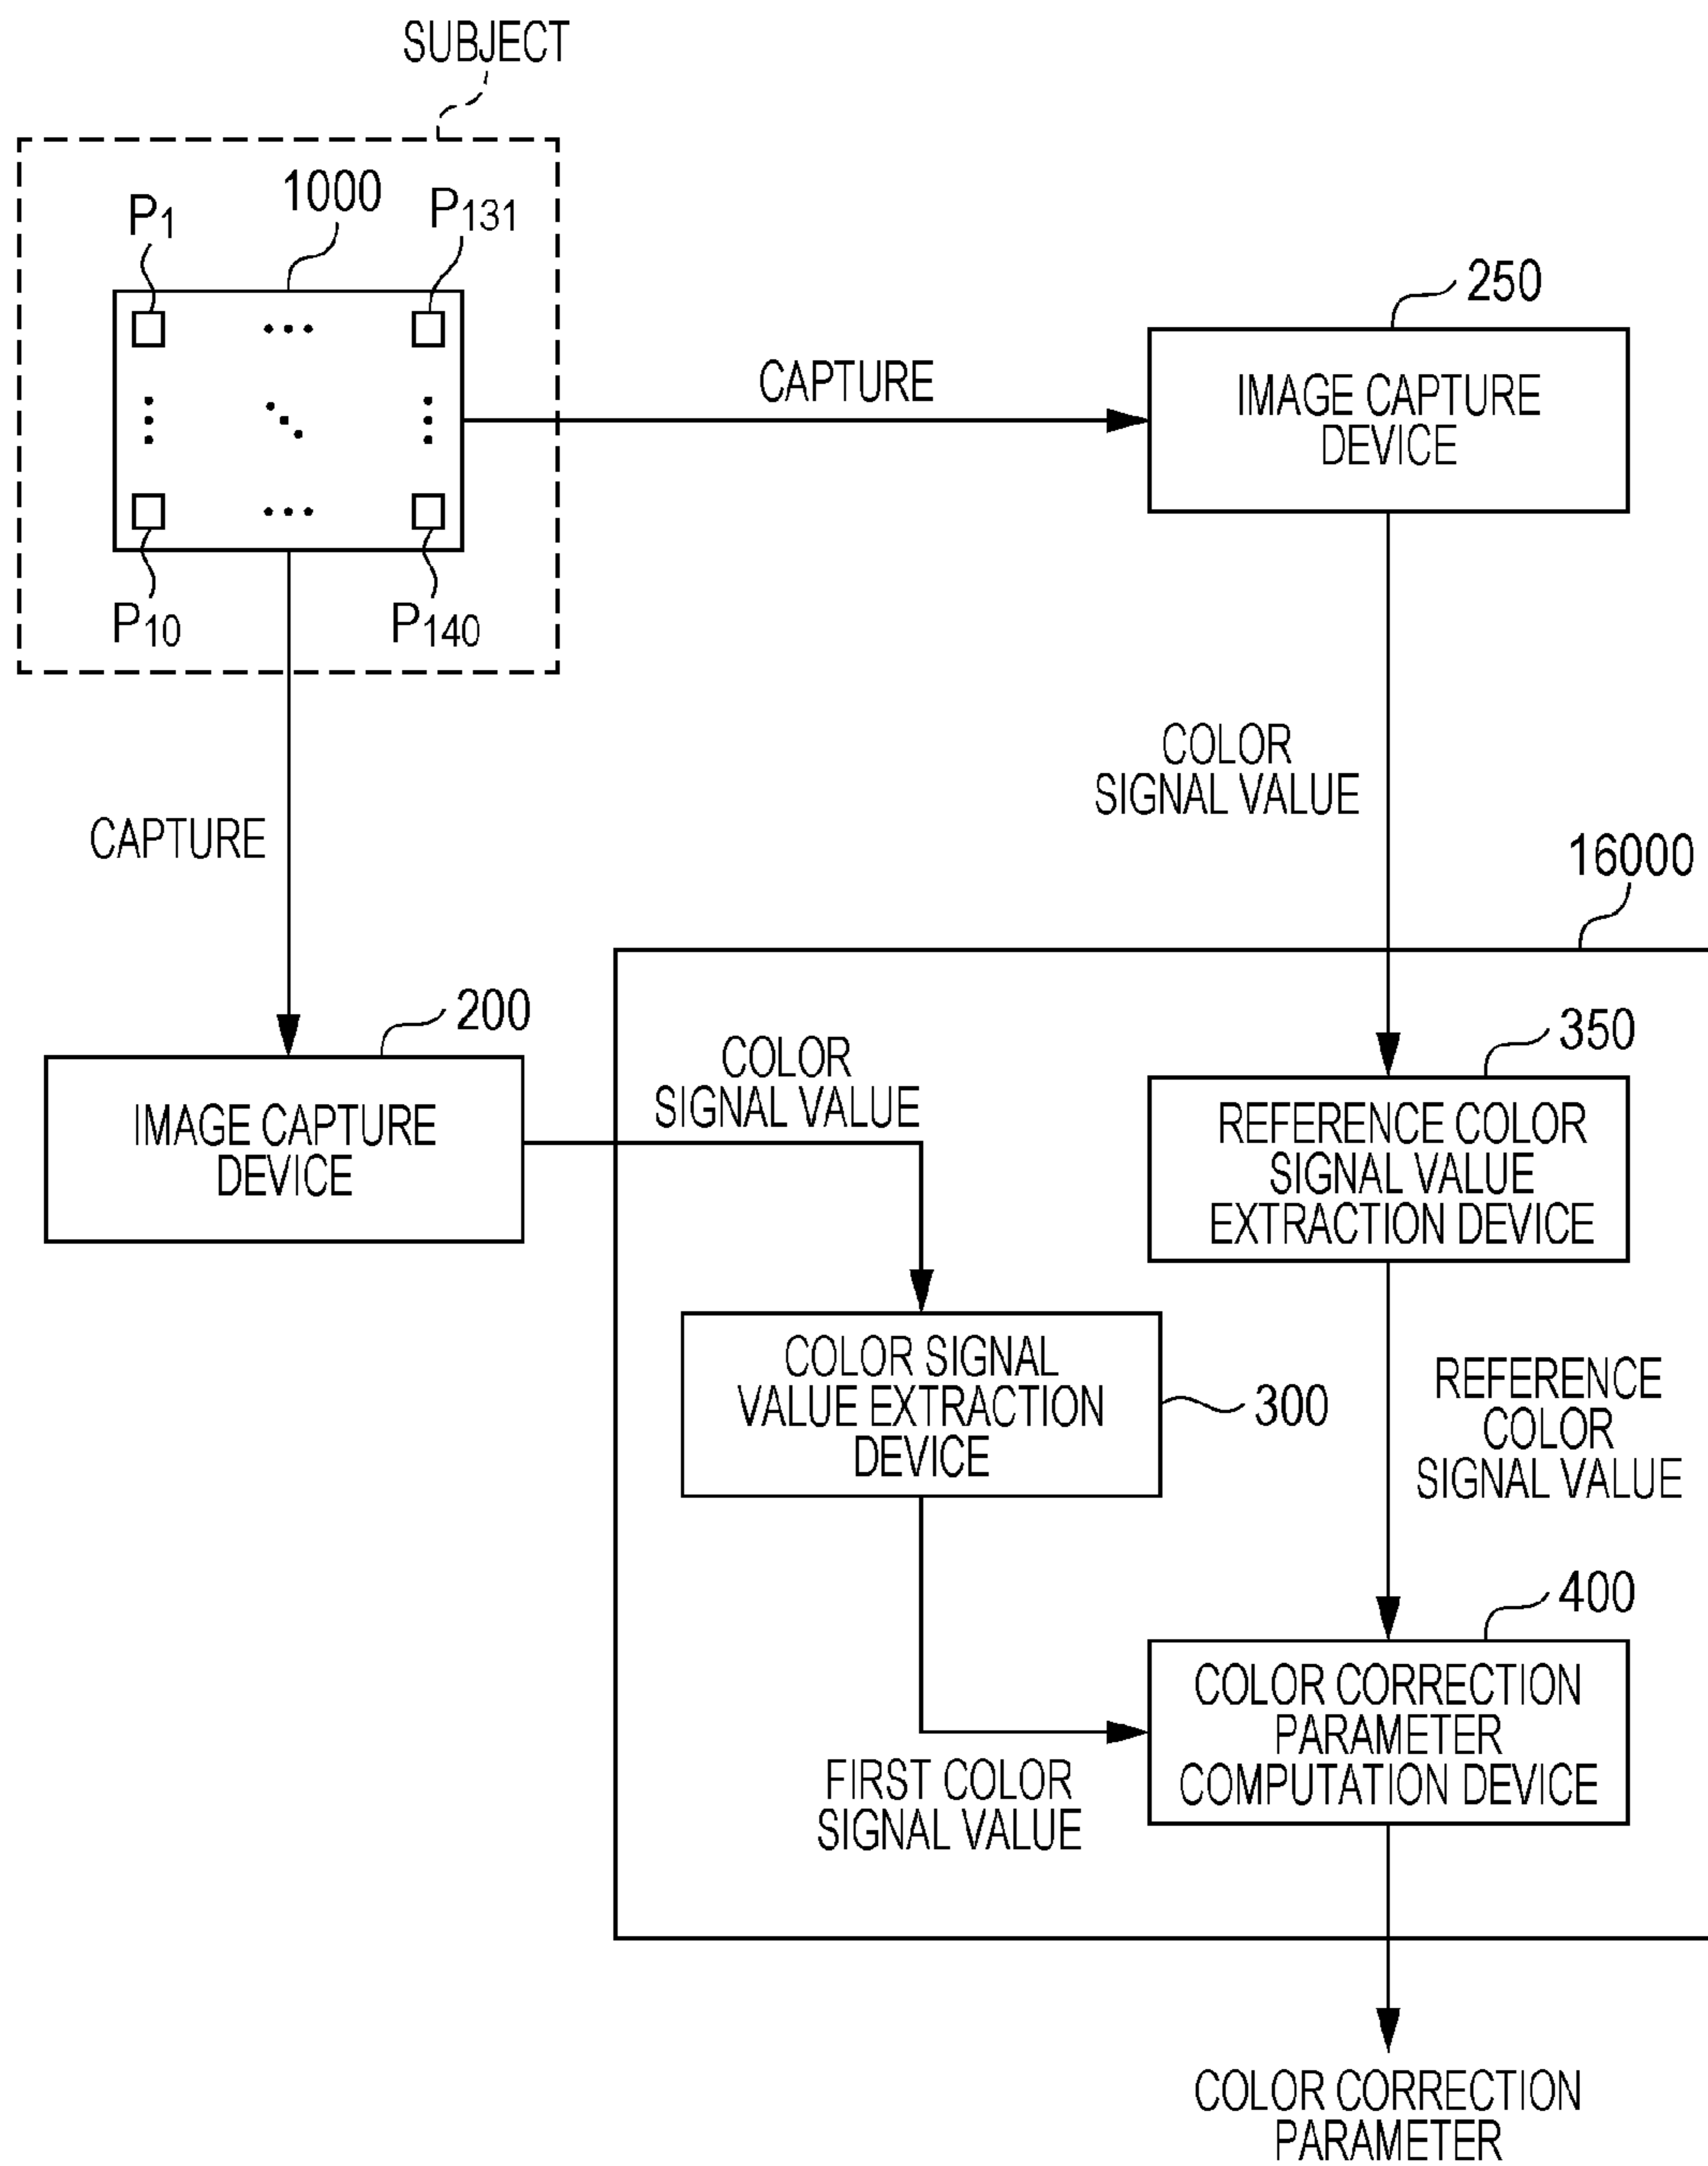 SUBJECT
P1
1000
P131
P10
P140
CAPTURE
250
IMAGE CAPTURE
DEVICE
COLOR
SIGNAL VALUE
CAPTURE
16000
200
IMAGE CAPTURE
DEVICE
COLOR
SIGNAL VALUE
350
REFERENCE COLOR
SIGNAL VALUE
EXTRACTION DEVICE
COLOR SIGNAL
VALUE EXTRACTION
DEVICE
300
REFERENCE
COLOR
SIGNAL VALUE
400
COLOR CORRECTION
PARAMETER
COMPUTATION DEVICE
FIRST COLOR
SIGNAL VALUE
COLOR CORRECTION
PARAMETER